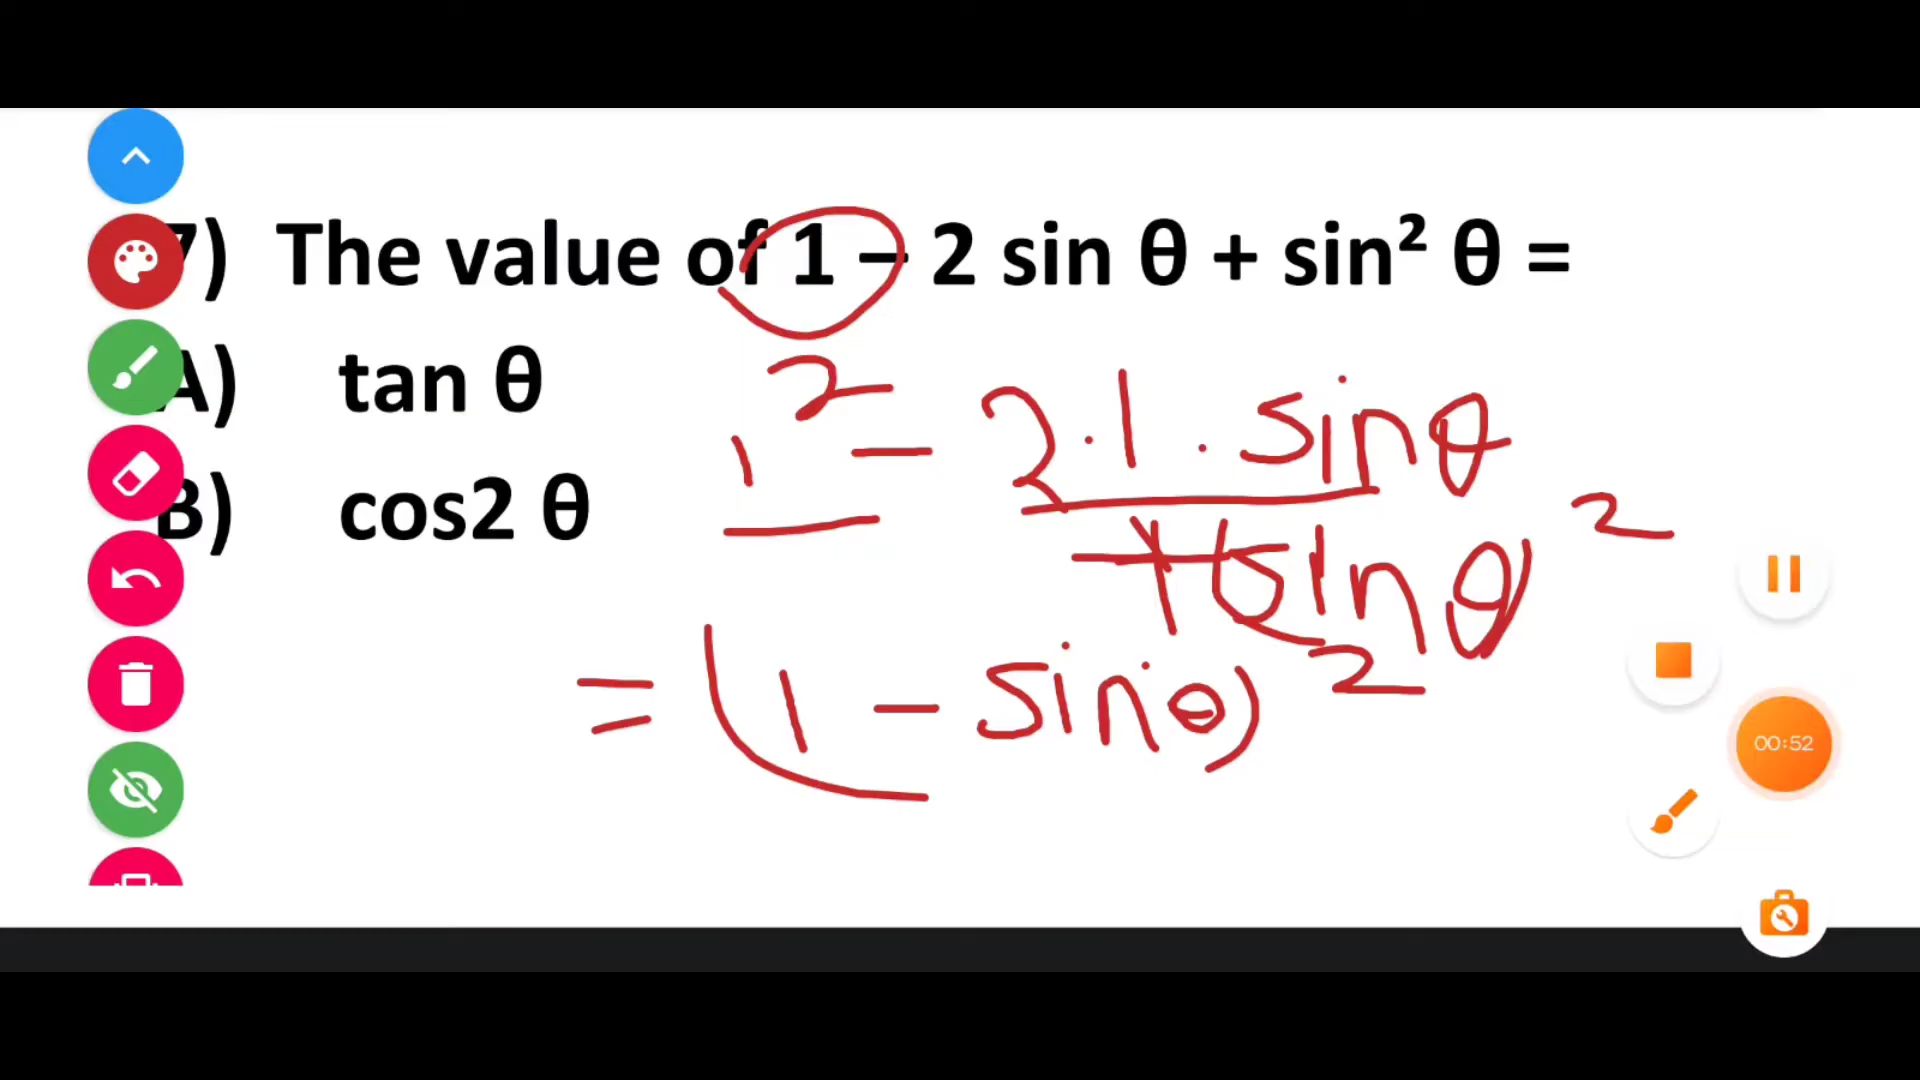 7) The value of 1 – 2 sin θ + sin² θ =
A) tan θ
B) cos2 θ
1² – 2·1·sinθ
+ sinθ²
= (1 – sinθ)²
00:52